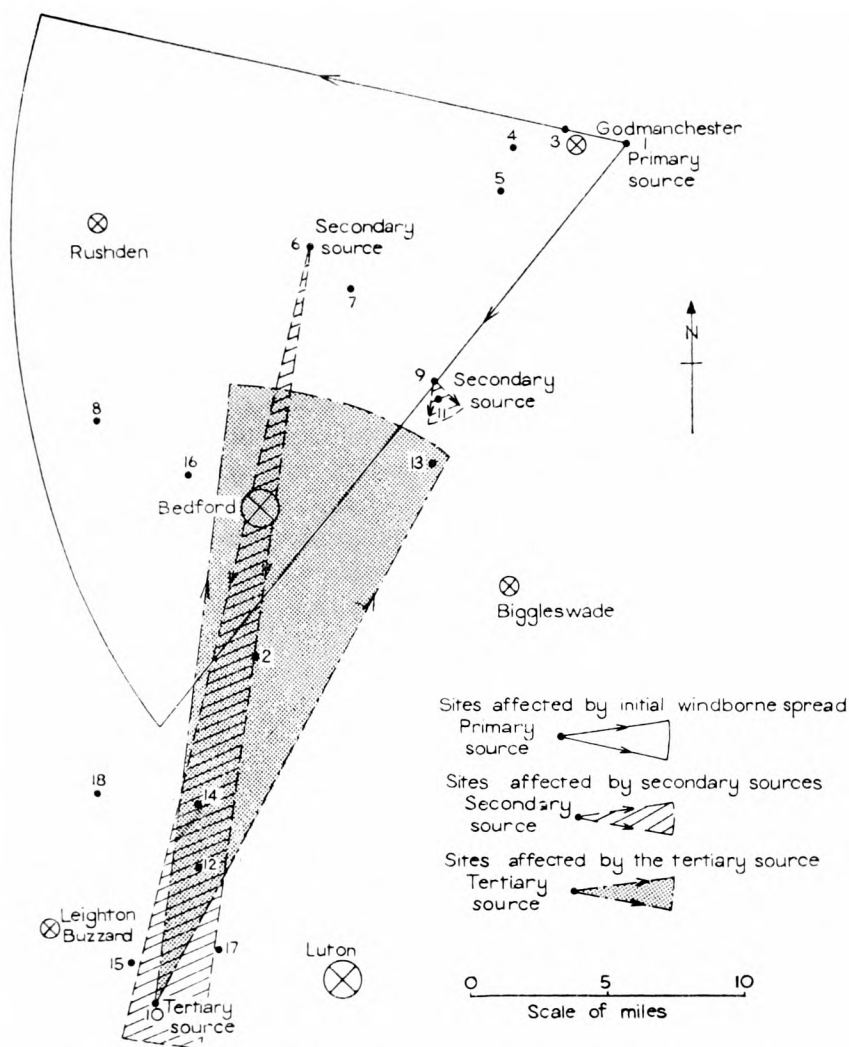 Godmanchester
4
3
1
Primary
source
5
Rushden
6
Secondary
source
7
N
9
Secondary
source
11
8
16
13
Bedford
Biggleswade
2
Sites affected by initial windborne spread
Primary
source
18
Sites affected by secondary sources
Secondary
source
14
12
Sites affected by the tertiary source
Tertiary
source
Leighton
Buzzard
15
17
Luton
10
Tertiary
source
0 5 10
Scale of miles